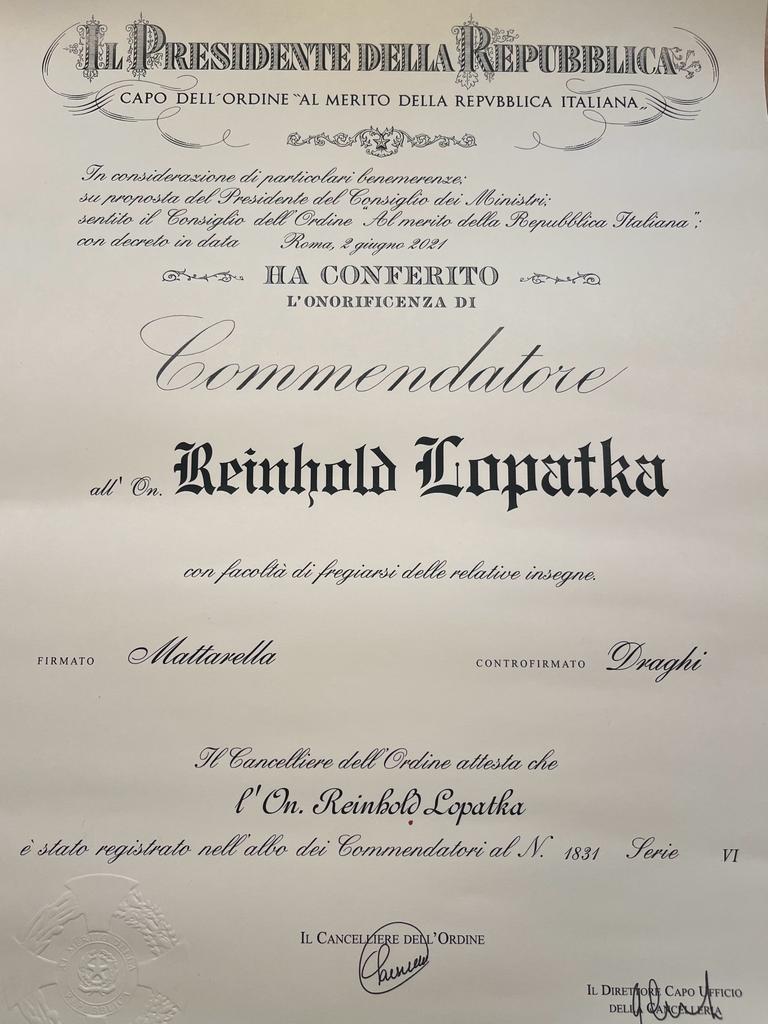 IL PRESIDENTE DELLA REPUBBLICA
CAPO DELL'ORDINE "AL MERITO DELLA REPVBBLICA ITALIANA„
In considerazione di particolari benemerenze;
su proposta del Presidente del Consiglio dei Ministri;
sentito il Consiglio dell'Ordine "Al merito della Repubblica Italiana";
con decreto in data Roma, 2 giugno 2021
HA CONFERITO
L'ONORIFICENZA DI
Commendatore
all' On. Reinhold Lopatka
con facoltà di fregiarsi delle relative insegne.
FIRMATO Mattarella CONTROFIRMATO Draghi
Il Cancelliere dell'Ordine attesta che
l'On. Reinhold Lopatka
è stato registrato nell'albo dei Commendatori al N. 1831 Serie VI
IL CANCELLIERE DELL'ORDINE
IL DIRETTORE CAPO UFFICIO
DELLA CANCELLERIA